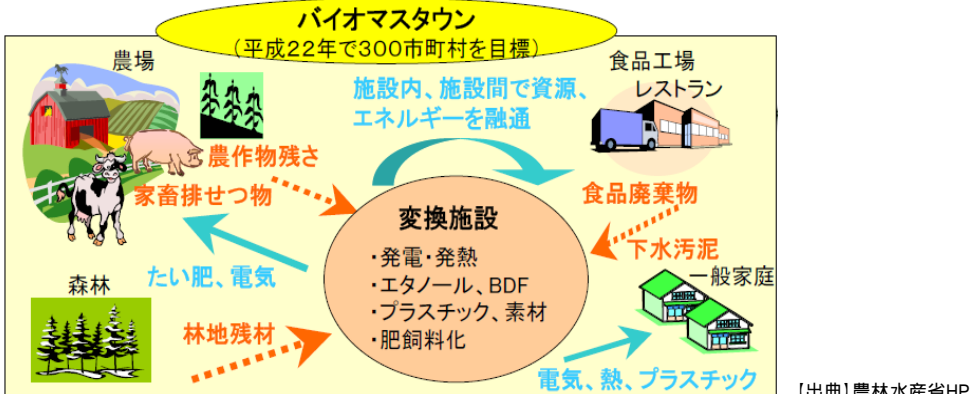 バイオマスタウン
（平成22年で300市町村を目標）
農場
食品工場
レストラン
施設内、施設間で資源、
エネルギーを融通
農作物残さ
家畜排せつ物
食品廃棄物
変換施設
・発電・発熱
・エタノール、BDF
・プラスチック、素材
・肥飼料化
下水汚泥
一般家庭
たい肥、電気
森林
林地残材
電気、熱、プラスチック
【出典】農林水産省HP